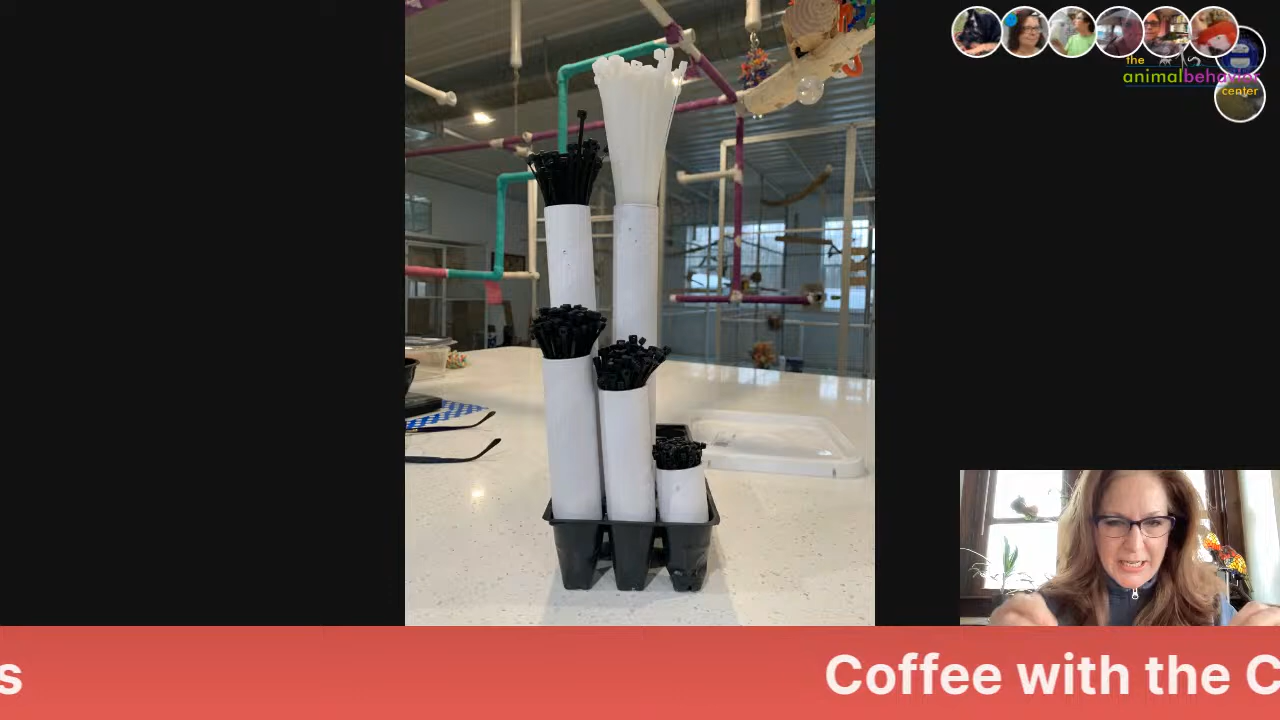 the
animalbehavior
center
s
Coffee with the C